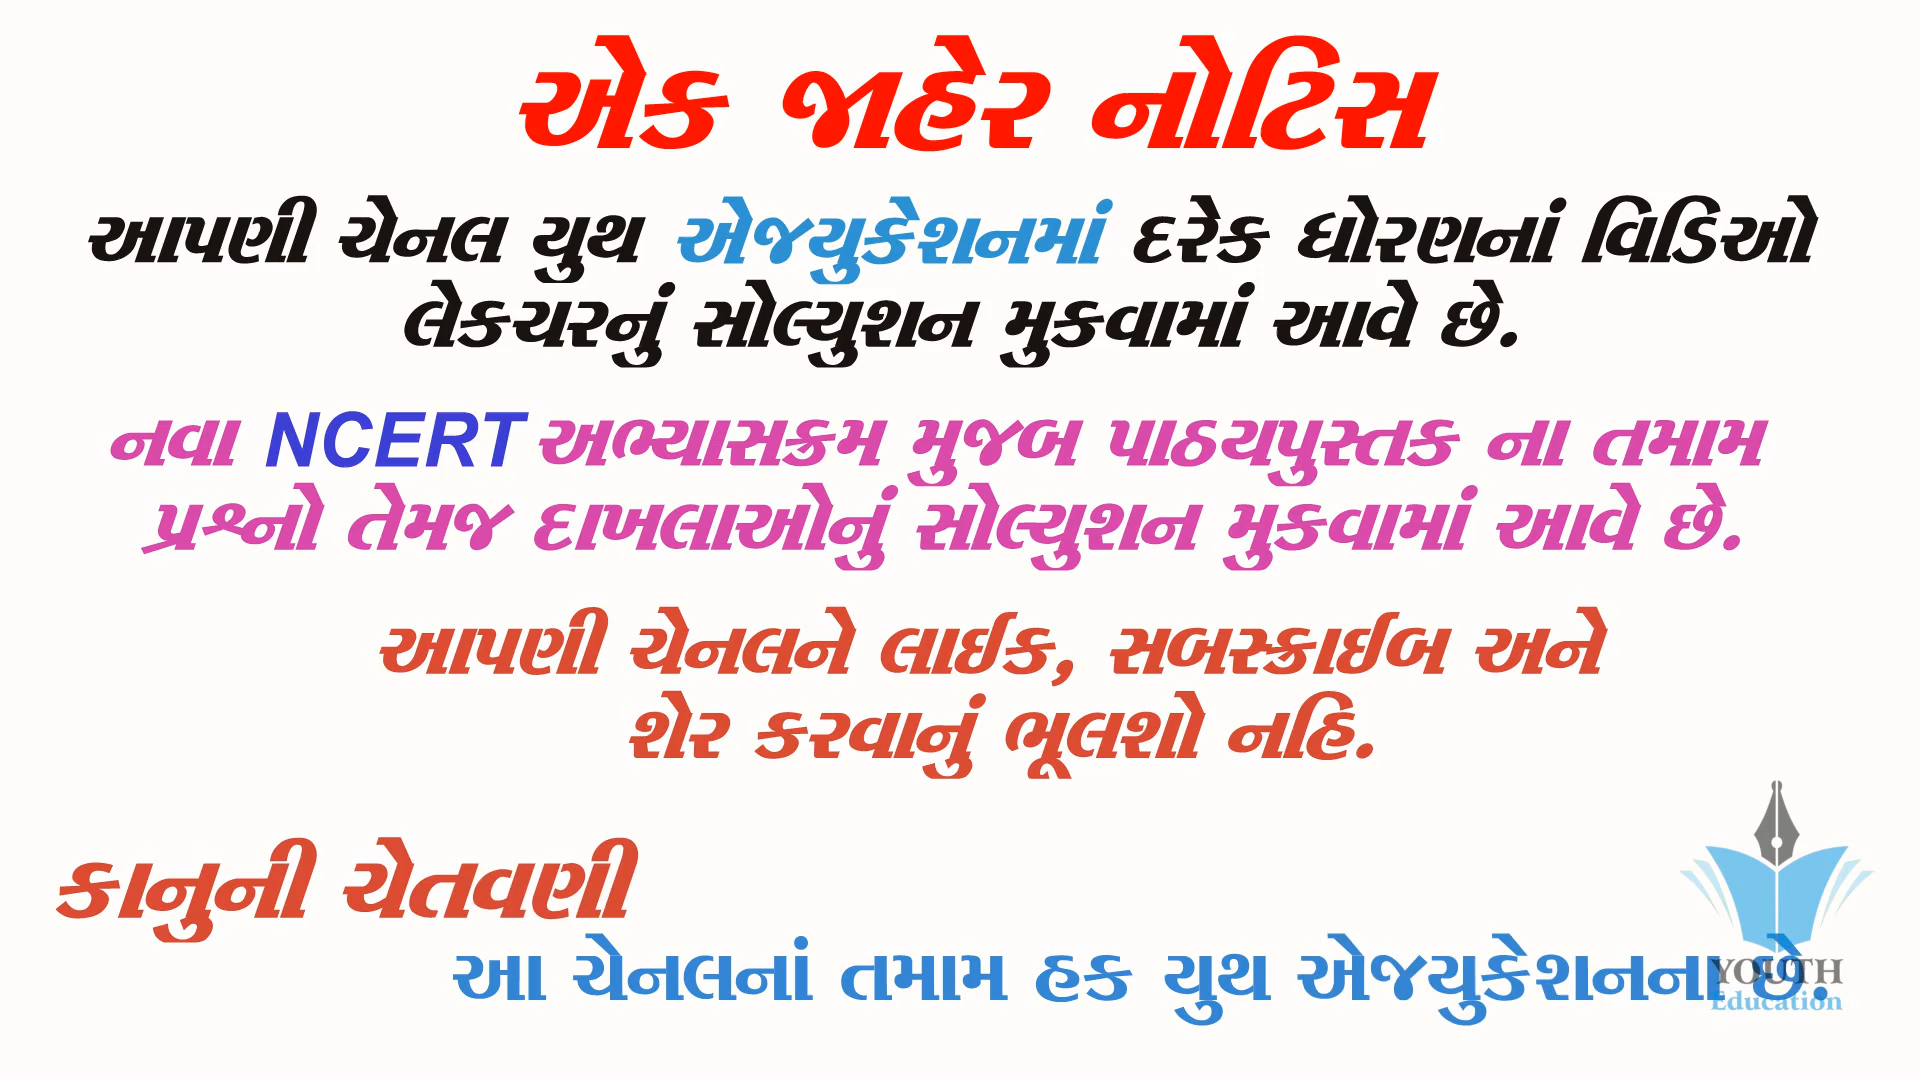 એક જાહેર નોટિસ
આપણી ચેનલ યુથ એજયુકેશનમાં દરેક ધોરણનાં વિડિઓ
લેકચરનું સોલ્યુશન મુકવામાં આવે છે.
નવા NCERT અભ્યાસક્રમ મુજબ પાઠયપુસ્તક ના તમામ
પ્રશ્નો તેમજ દાખલાઓનું સોલ્યુશન મુકવામાં આવે છે.
આપણી ચેનલને લાઈક, સબસ્ક્રાઈબ અને
શેર કરવાનું ભૂલશો નહિ.
કાનુની ચેતવણી
આ ચેનલનાં તમામ હક યુથ એજયુકેશનના છે.
YOUTH
Education